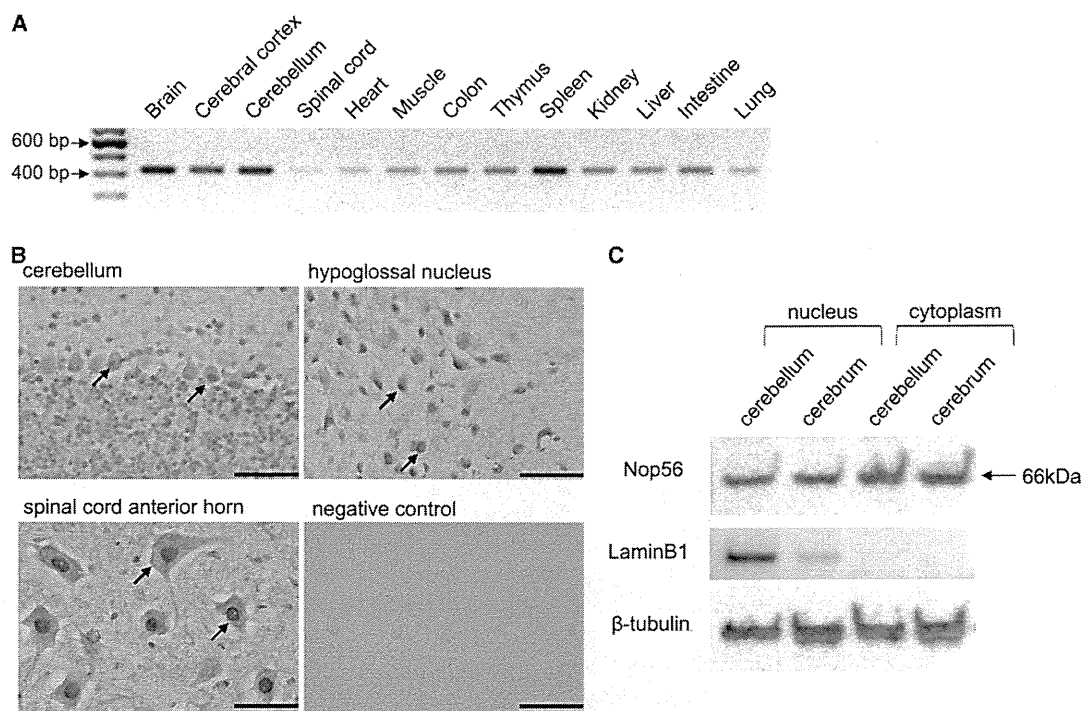 A
Brain
Cerebral cortex
Cerebellum
Spinal cord
Heart
Muscle
Colon
Thymus
Spleen
Kidney
Liver
Intestine
Lung
600 bp
400 bp
B
cerebellum
hypoglossal nucleus
spinal cord anterior horn
negative control
C
nucleus
cytoplasm
cerebellum
cerebrum
cerebellum
cerebrum
Nop56
66kDa
LaminB1
β-tubulin